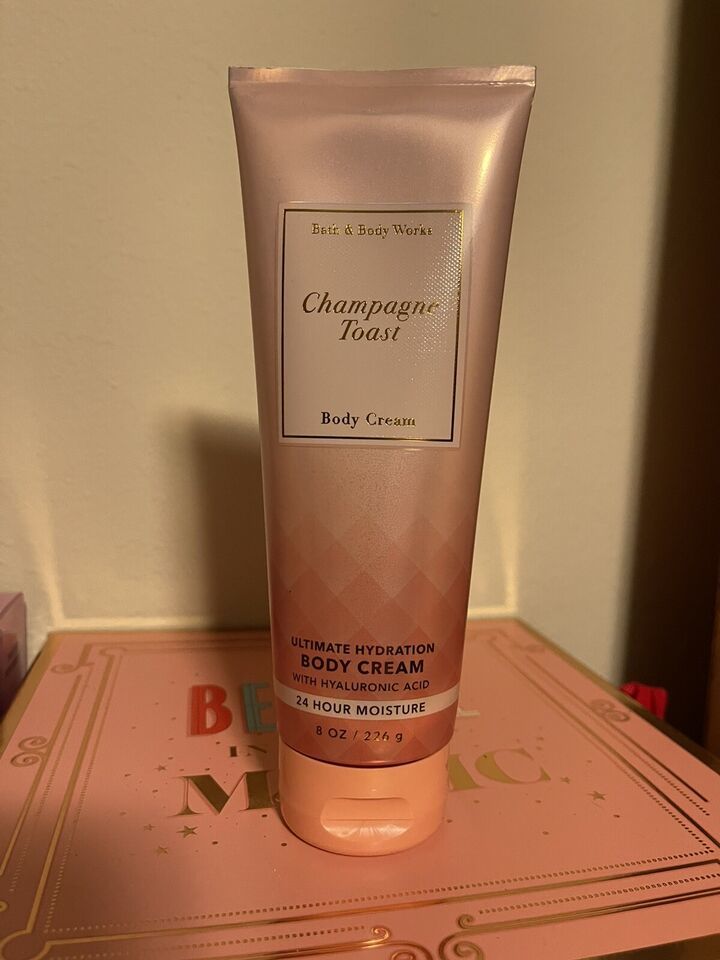 Bath & Body Works
Champagne
Toast
Body Cream
ULTIMATE HYDRATION
BODY CREAM
WITH HYALURONIC ACID
24 HOUR MOISTURE
8 OZ / 226 g
IN